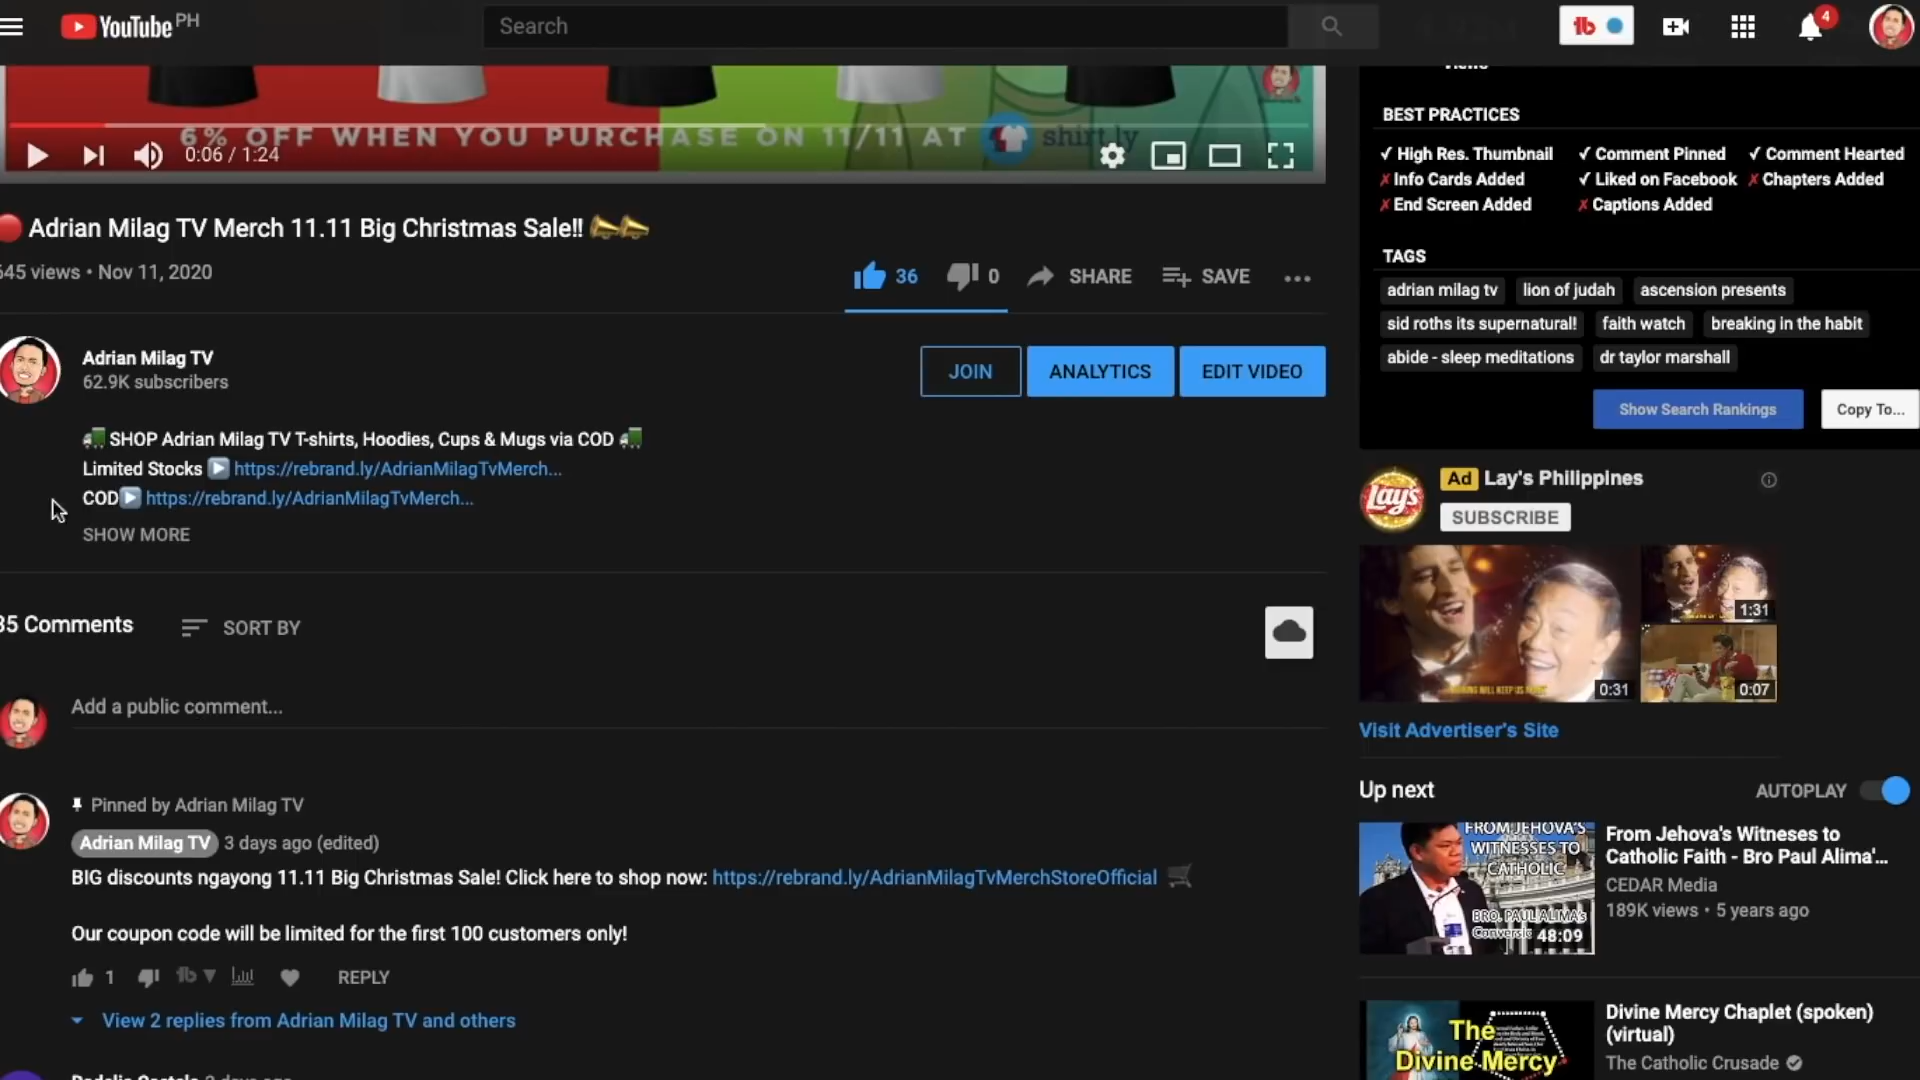 YouTube PH
Search
4
6% OFF WHEN YOU PURCHASE ON 11/11 AT shirt.ly
0:06 / 1:24
Adrian Milag TV Merch 11.11 Big Christmas Sale!!
645 views • Nov 11, 2020
36 0 SHARE SAVE
Adrian Milag TV
62.9K subscribers
JOIN ANALYTICS EDIT VIDEO
SHOP Adrian Milag TV T-shirts, Hoodies, Cups & Mugs via COD
Limited Stocks https://rebrand.ly/AdrianMilagTvMerch...
COD https://rebrand.ly/AdrianMilagTvMerch...
SHOW MORE
35 Comments SORT BY
Add a public comment...
Pinned by Adrian Milag TV
Adrian Milag TV 3 days ago (edited)
BIG discounts ngayong 11.11 Big Christmas Sale! Click here to shop now: https://rebrand.ly/AdrianMilagTvMerchStoreOfficial
Our coupon code will be limited for the first 100 customers only!
1 tb REPLY
View 2 replies from Adrian Milag TV and others
BEST PRACTICES
✓ High Res. Thumbnail ✓ Comment Pinned ✓ Comment Hearted
✗ Info Cards Added ✓ Liked on Facebook ✗ Chapters Added
✗ End Screen Added ✗ Captions Added
TAGS
adrian milag tv lion of judah ascension presents
sid roths its supernatural! faith watch breaking in the habit
abide - sleep meditations dr taylor marshall
Show Search Rankings Copy To...
Lay's
Ad Lay's Philippines
SUBSCRIBE
0:31
1:31
0:07
Visit Advertiser's Site
Up next AUTOPLAY
FROM JEHOVA'S
WITNESSES TO
CATHOLIC
BRO. PAUL ALIMA's
48:09
From Jehova's Witneses to
Catholic Faith - Bro Paul Alima'...
CEDAR Media
189K views • 5 years ago
The
Divine Mercy
Divine Mercy Chaplet (spoken)
(virtual)
The Catholic Crusade